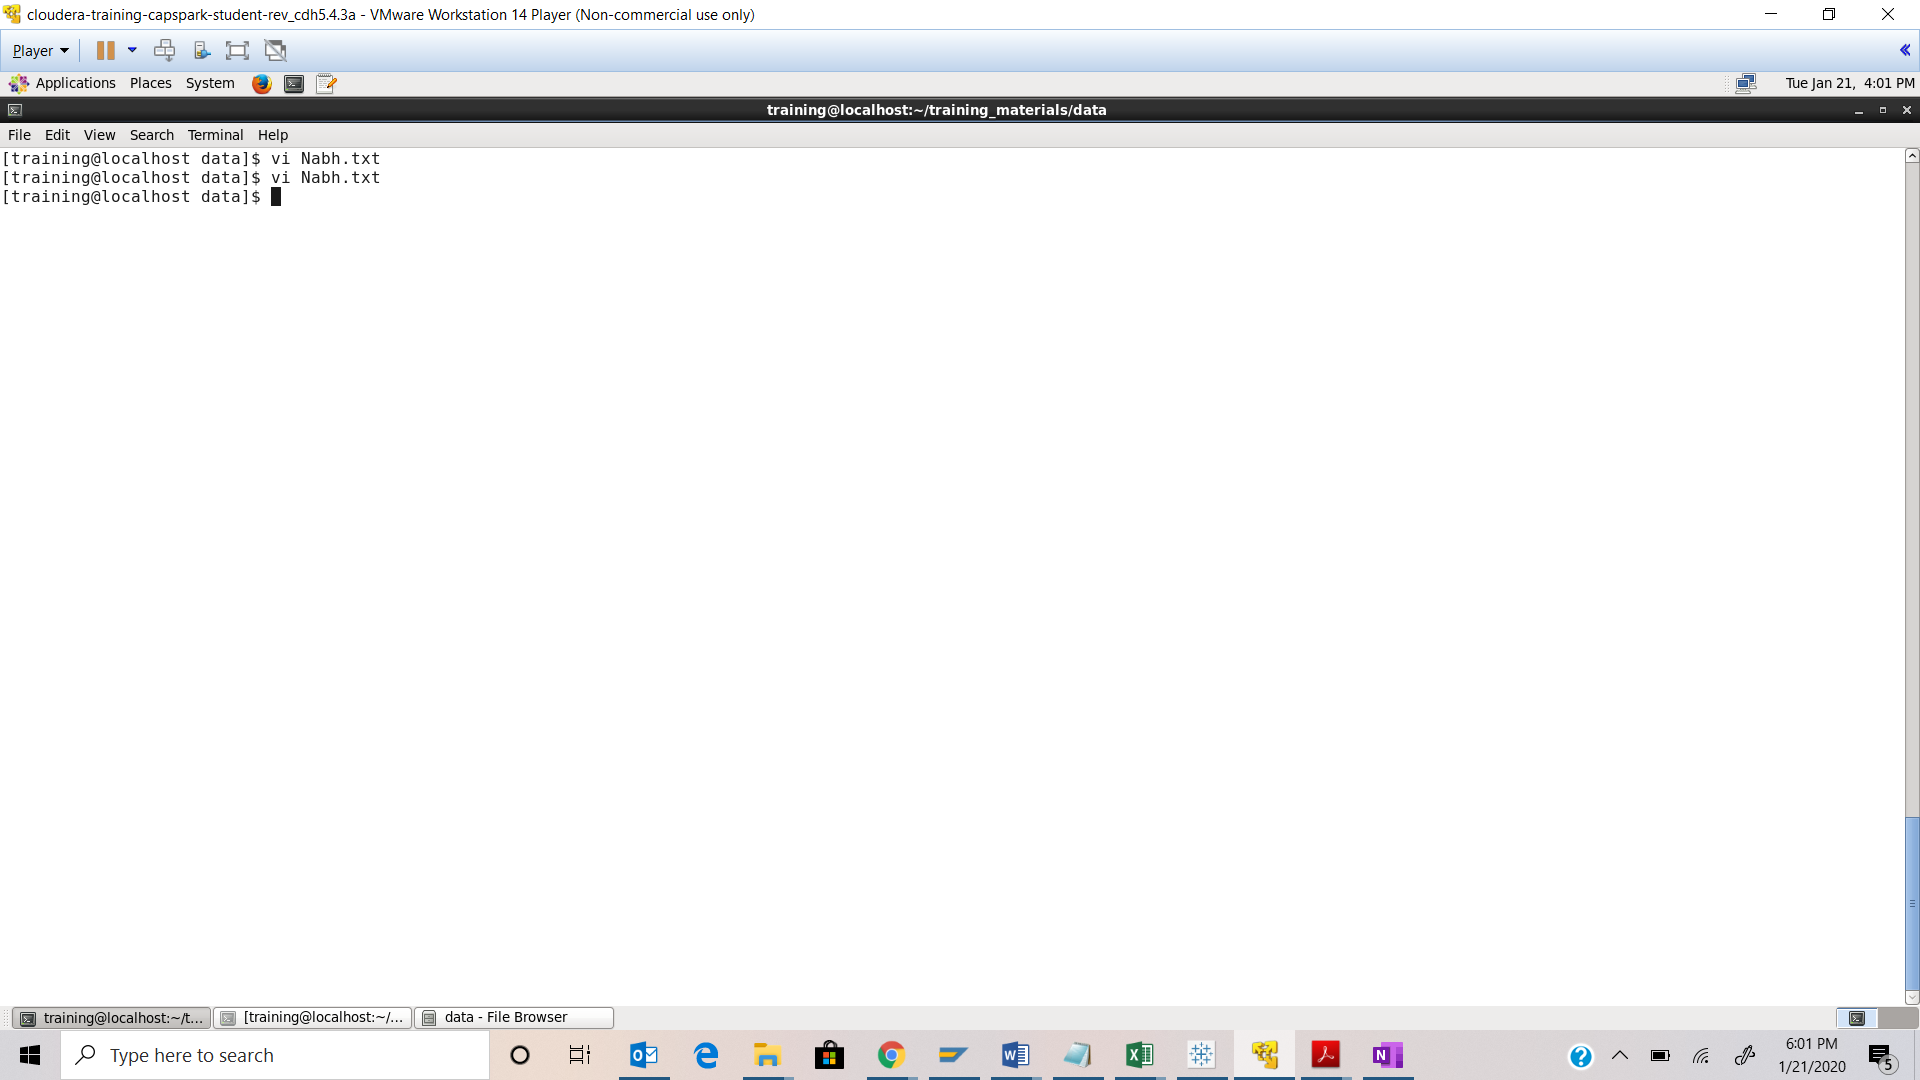 cloudera-training-capspark-student-rev_cdh5.4.3a - VMware Workstation 14 Player (Non-commercial use only)
Player
Applications Places System Tue Jan 21, 4:01 PM
training@localhost:~/training_materials/data
File Edit View Search Terminal Help
[training@localhost data]$ vi Nabh.txt
[training@localhost data]$ vi Nabh.txt
[training@localhost data]$
training@localhost:~/t... [training@localhost:~/... data - File Browser
Type here to search
6:01 PM
1/21/2020
5